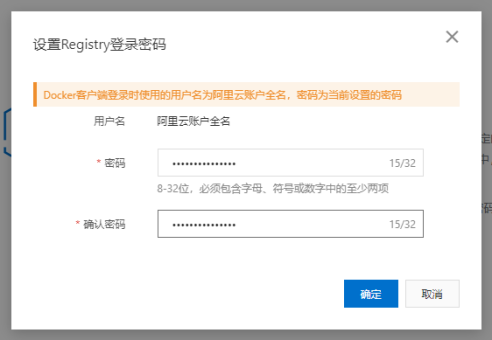 设置Registry登录密码
Docker客户端登录时使用的用户名为阿里云账户全名，密码为当前设置的密码
用户名 阿里云账户全名
* 密码 ••••••••••••••• 15/32
8-32位，必须包含字母、符号或数字中的至少两项
* 确认密码 ••••••••••••••• 15/32
确定 取消